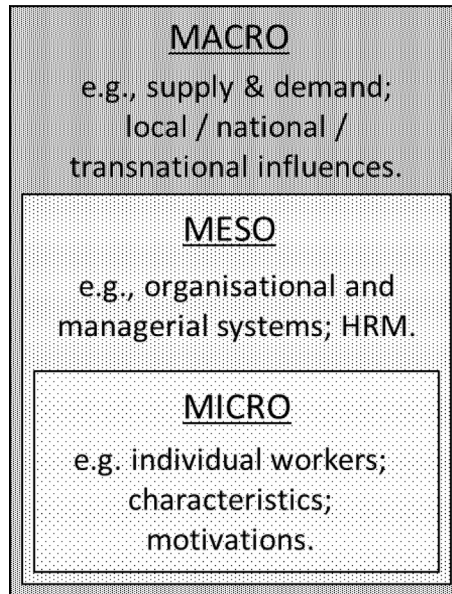 MACRO
e.g., supply & demand;
local / national /
transnational influences.
MESO
e.g., organisational and
managerial systems; HRM.
MICRO
e.g. individual workers;
characteristics;
motivations.